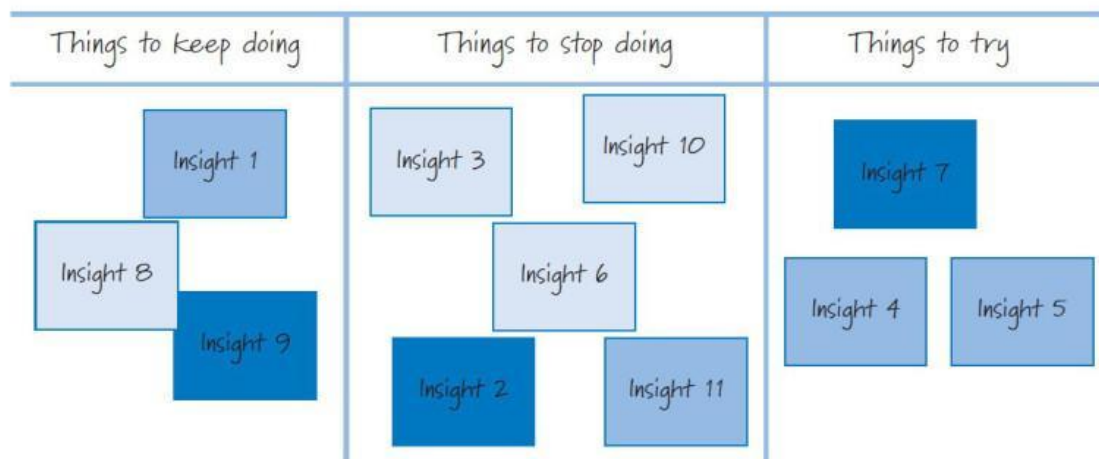 Things to keep doing
Things to stop doing
Things to try
Insight 1
Insight 8
Insight 9
Insight 3
Insight 10
Insight 6
Insight 2
Insight 11
Insight 7
Insight 4
Insight 5